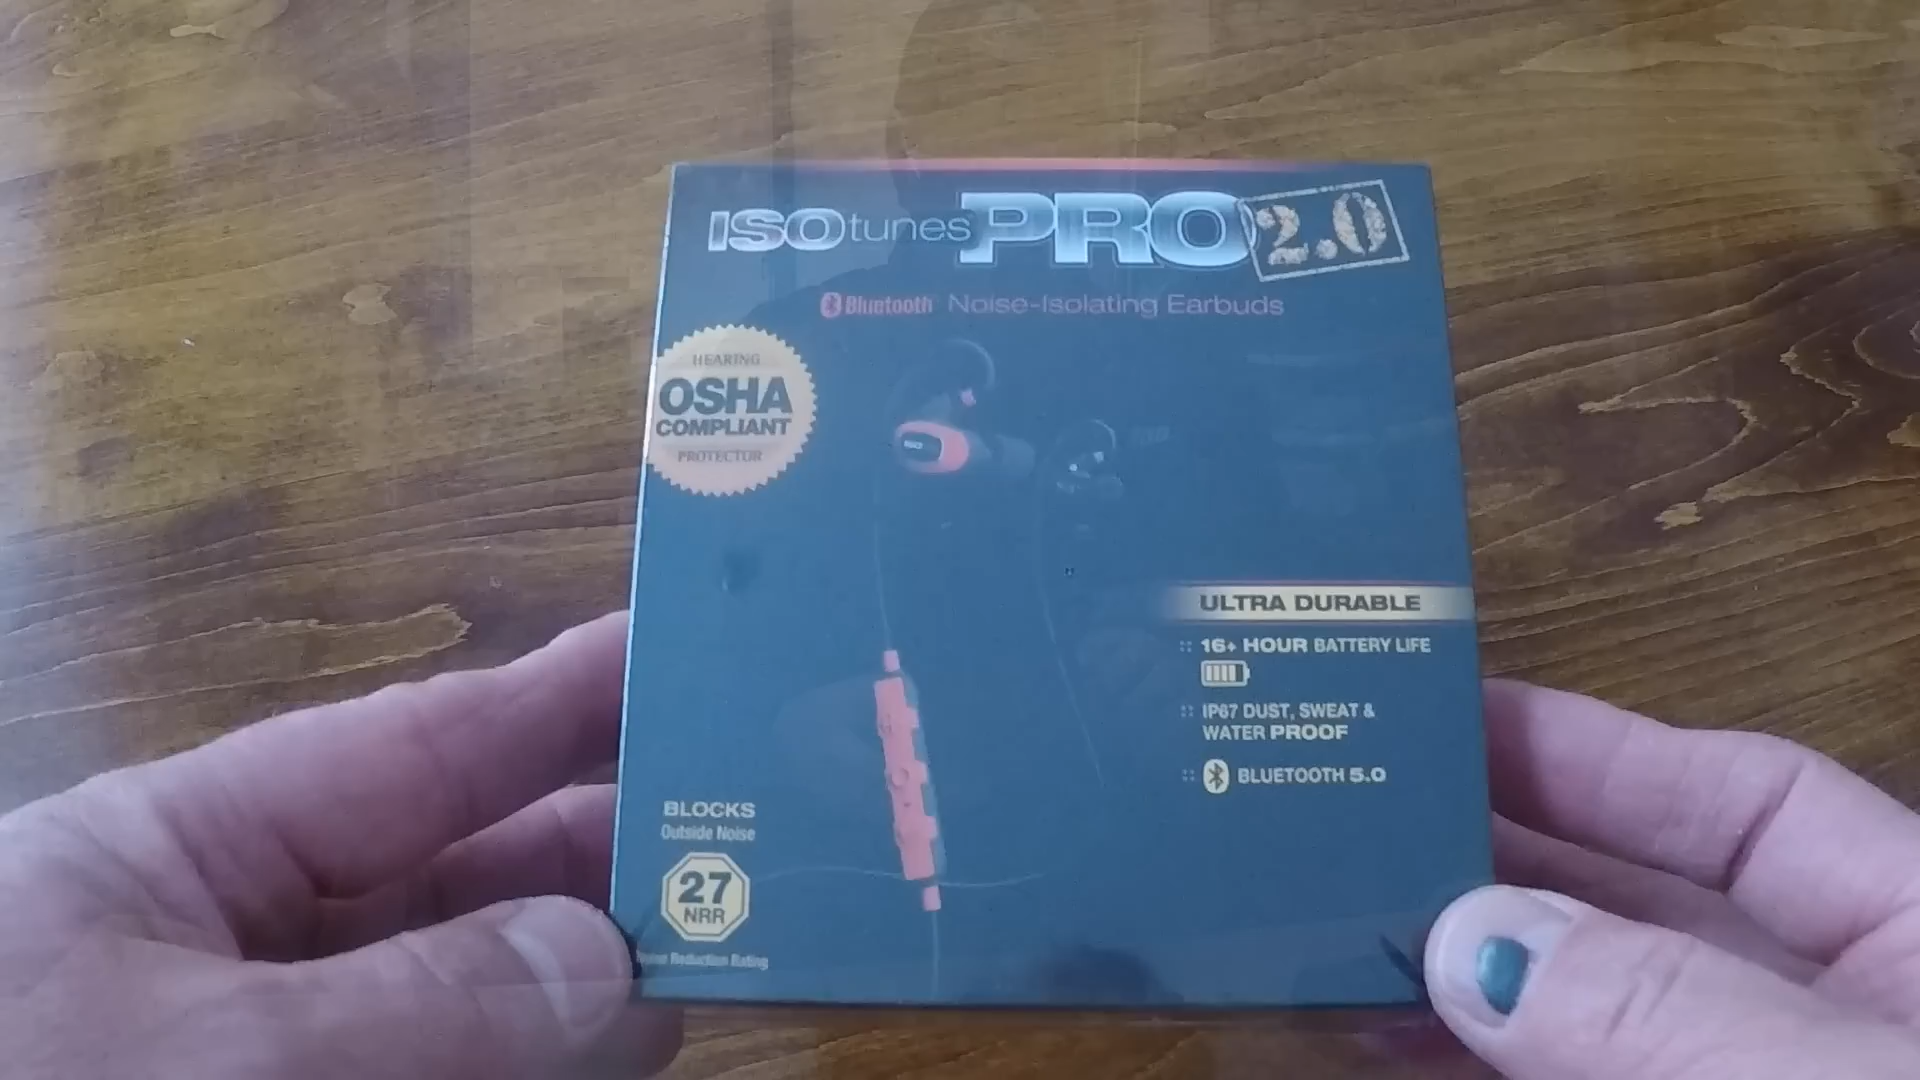 ISOtunes PRO 2.0
Bluetooth Noise-Isolating Earbuds
HEARING
OSHA
COMPLIANT
PROTECTOR
ISO
ULTRA DURABLE
16+ HOUR BATTERY LIFE
IP67 DUST, SWEAT &
WATER PROOF
BLUETOOTH 5.0
BLOCKS
Outside Noise
27
NRR
Noise Reduction Rating